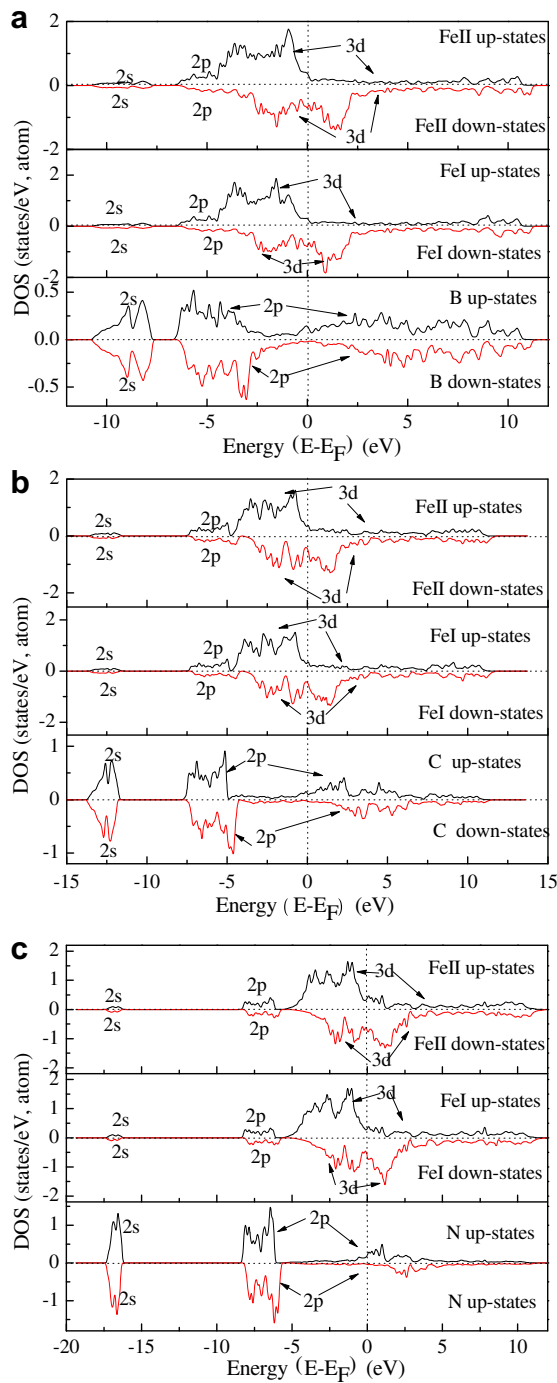 a
2
FeII up-states
3d
2p
2s
0
2s
2p
3d
FeII down-states
-2
2
FeI up-states
3d
2p
2s
0
2s
2p
3d
FeI down-states
-2
0.5
2p
B up-states
2s
0.0
2p
2s
B down-states
-0.5
DOS (states/eV, atom)
-10 -5 0 5 10
Energy (E-EF) (eV)
b
2
FeII up-states
3d
2s
2p
0
2s
2p
FeII down-states
3d
-2
2
3d
FeI up-states
2s
2p
0
2s
2p
3d
FeI down-states
-2
1
2p
C up-states
2s
0
2s
2p
C down-states
-1
DOS (states/eV, atom)
-15 -10 -5 0 5 10 15
Energy (E-EF) (eV)
c
2
3d
FeII up-states
1
2p
2s
0
2s
2p
FeII down-states
-1
3d
2
FeI up-states
3d
1
2p
2s
0
2s
2p
-1
3d
FeI down-states
-2
N up-states
1
2s
2p
0
2s
2p
-1
N up-states
DOS (states/eV, atom)
-20 -15 -10 -5 0 5 10
Energy (E-EF) (eV)